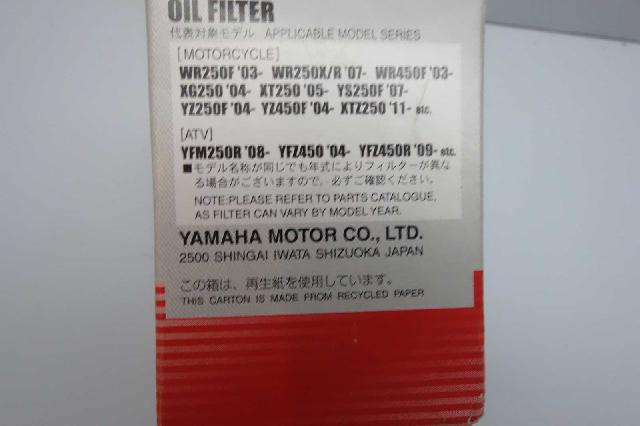 OIL FILTER
代表対象モデル APPLICABLE MODEL SERIES
[MOTORCYCLE]
WR250F '03- WR250X/R '07- WR450F '03-
XG250 '04- XT250 '05- YS250F '07-
YZ250F '04- YZ450F '04- XTZ250 '11- etc.
[ATV]
YFM250R '08- YFZ450 '04- YFZ450R '09- etc.
■モデル名称が同じでも年式によりフィルターが異な
る場合がございますので、必ずご確認ください。
NOTE:PLEASE REFER TO PARTS CATALOGUE,
AS FILTER CAN VARY BY MODEL YEAR.
YAMAHA MOTOR CO., LTD.
2500 SHINGAI IWATA SHIZUOKA JAPAN
この箱は、再生紙を使用しています。
THIS CARTON IS MADE FROM RECYCLED PAPER